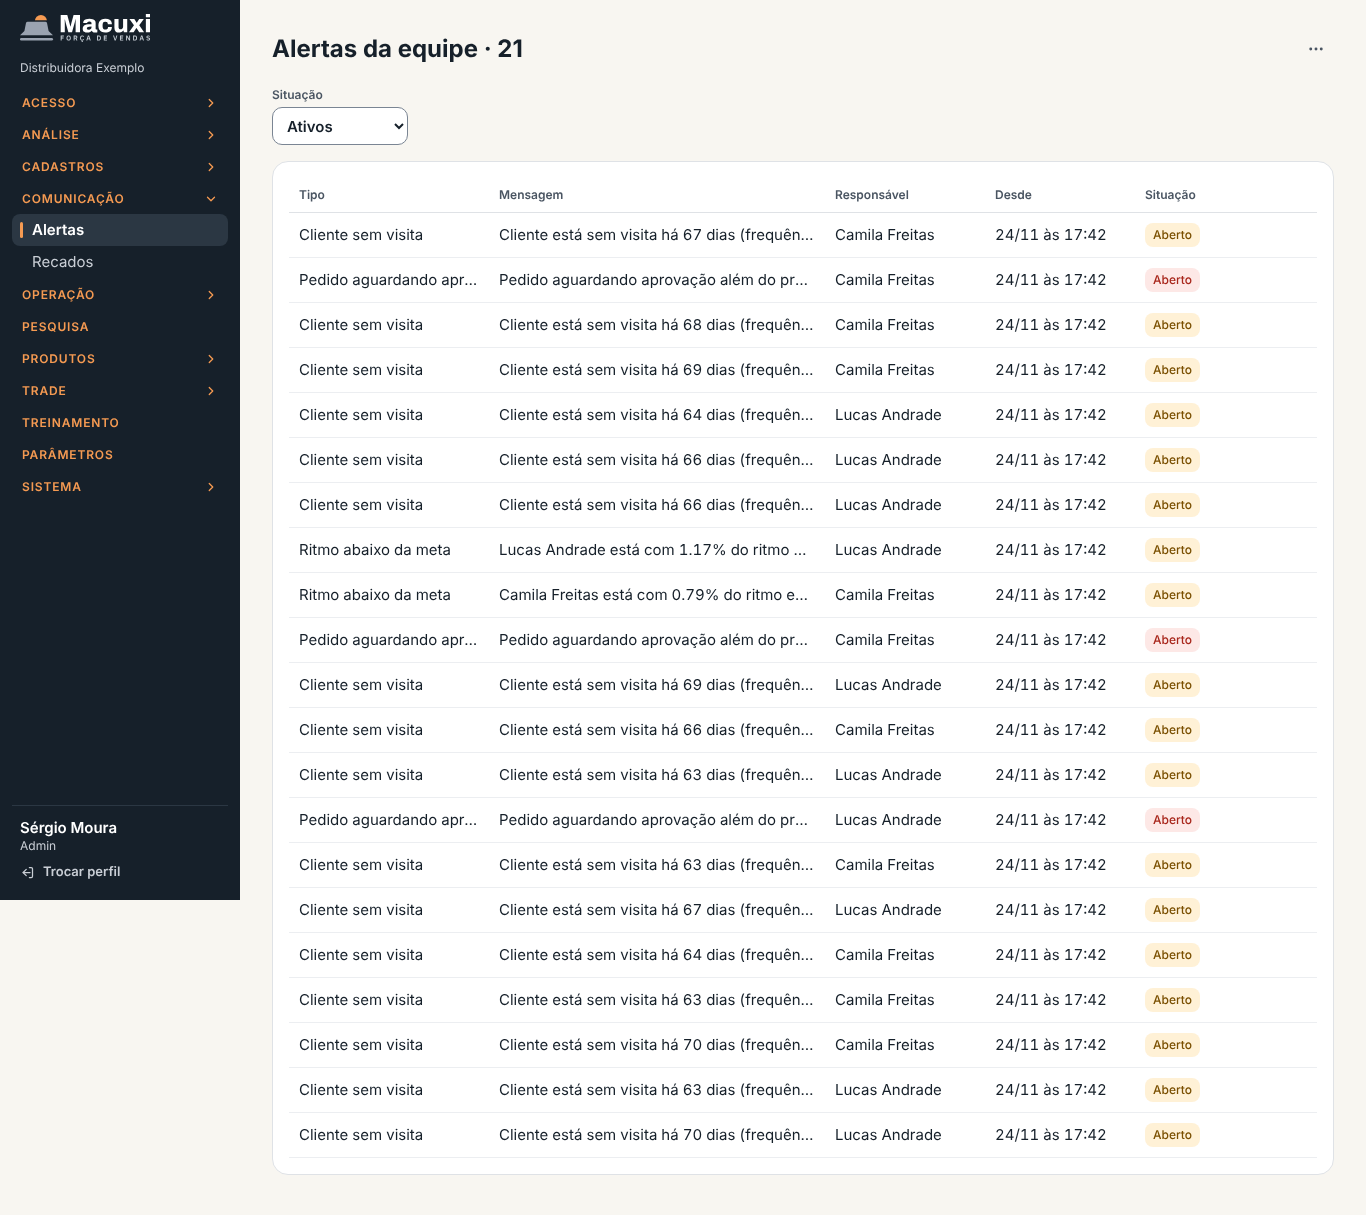 Macuxi
FORÇA DE VENDAS
Distribuidora Exemplo
ACESSO
ANÁLISE
CADASTROS
COMUNICAÇÃO
Alertas
Recados
OPERAÇÃO
PESQUISA
PRODUTOS
TRADE
TREINAMENTO
PARÂMETROS
SISTEMA
Sérgio Moura
Admin
Trocar perfil
Alertas da equipe · 21
Situação
Ativos
Tipo Mensagem Responsável Desde Situação
Cliente sem visita Cliente está sem visita há 67 dias (frequên... Camila Freitas 24/11 às 17:42 Aberto
Pedido aguardando apr... Pedido aguardando aprovação além do pr... Camila Freitas 24/11 às 17:42 Aberto
Cliente sem visita Cliente está sem visita há 68 dias (frequên... Camila Freitas 24/11 às 17:42 Aberto
Cliente sem visita Cliente está sem visita há 69 dias (frequên... Camila Freitas 24/11 às 17:42 Aberto
Cliente sem visita Cliente está sem visita há 64 dias (frequên... Lucas Andrade 24/11 às 17:42 Aberto
Cliente sem visita Cliente está sem visita há 66 dias (frequên... Lucas Andrade 24/11 às 17:42 Aberto
Cliente sem visita Cliente está sem visita há 66 dias (frequên... Lucas Andrade 24/11 às 17:42 Aberto
Ritmo abaixo da meta Lucas Andrade está com 1.17% do ritmo ... Lucas Andrade 24/11 às 17:42 Aberto
Ritmo abaixo da meta Camila Freitas está com 0.79% do ritmo e... Camila Freitas 24/11 às 17:42 Aberto
Pedido aguardando apr... Pedido aguardando aprovação além do pr... Camila Freitas 24/11 às 17:42 Aberto
Cliente sem visita Cliente está sem visita há 69 dias (frequên... Lucas Andrade 24/11 às 17:42 Aberto
Cliente sem visita Cliente está sem visita há 66 dias (frequên... Camila Freitas 24/11 às 17:42 Aberto
Cliente sem visita Cliente está sem visita há 63 dias (frequên... Lucas Andrade 24/11 às 17:42 Aberto
Pedido aguardando apr... Pedido aguardando aprovação além do pr... Lucas Andrade 24/11 às 17:42 Aberto
Cliente sem visita Cliente está sem visita há 63 dias (frequên... Camila Freitas 24/11 às 17:42 Aberto
Cliente sem visita Cliente está sem visita há 67 dias (frequên... Lucas Andrade 24/11 às 17:42 Aberto
Cliente sem visita Cliente está sem visita há 64 dias (frequên... Camila Freitas 24/11 às 17:42 Aberto
Cliente sem visita Cliente está sem visita há 63 dias (frequên... Camila Freitas 24/11 às 17:42 Aberto
Cliente sem visita Cliente está sem visita há 70 dias (frequên... Camila Freitas 24/11 às 17:42 Aberto
Cliente sem visita Cliente está sem visita há 63 dias (frequên... Lucas Andrade 24/11 às 17:42 Aberto
Cliente sem visita Cliente está sem visita há 70 dias (frequên... Lucas Andrade 24/11 às 17:42 Aberto